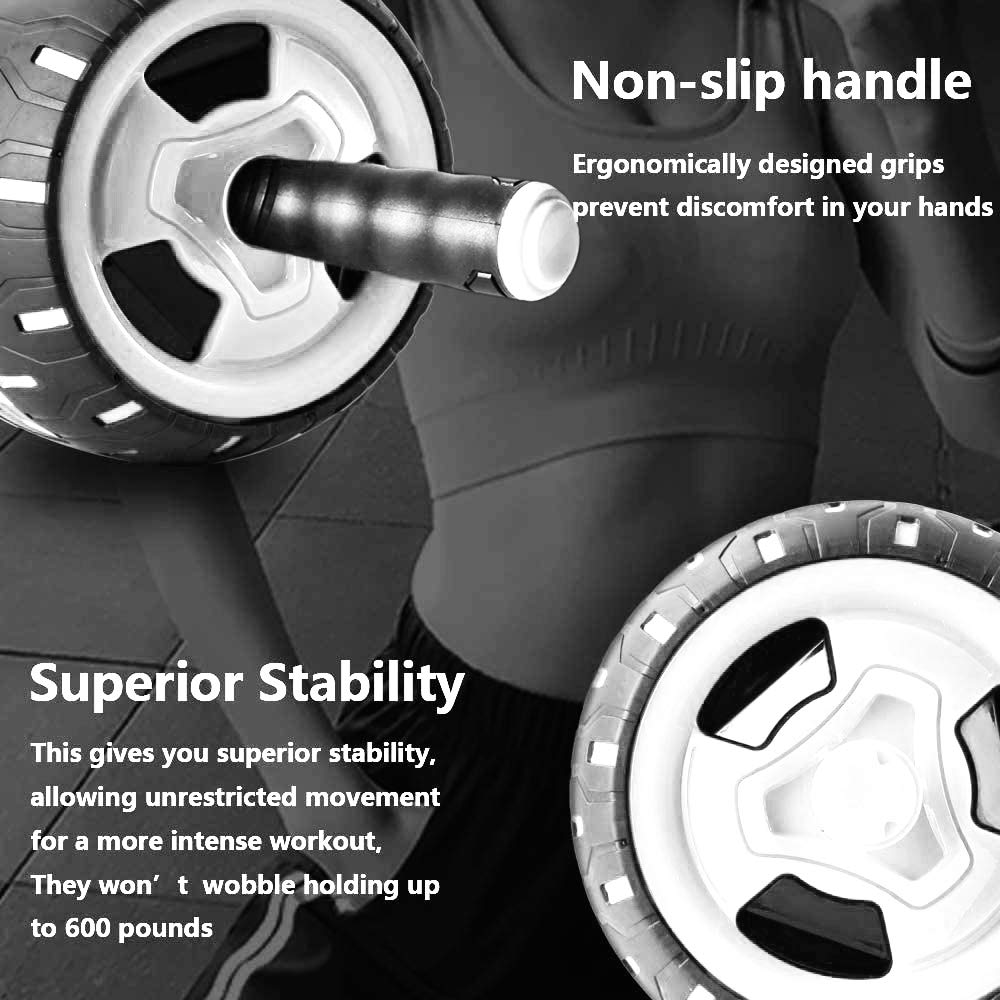 Non-slip handle
Ergonomically designed grips
prevent discomfort in your hands
Superior Stability
This gives you superior stability,
allowing unrestricted movement
for a more intense workout,
They won’ t wobble holding up
to 600 pounds